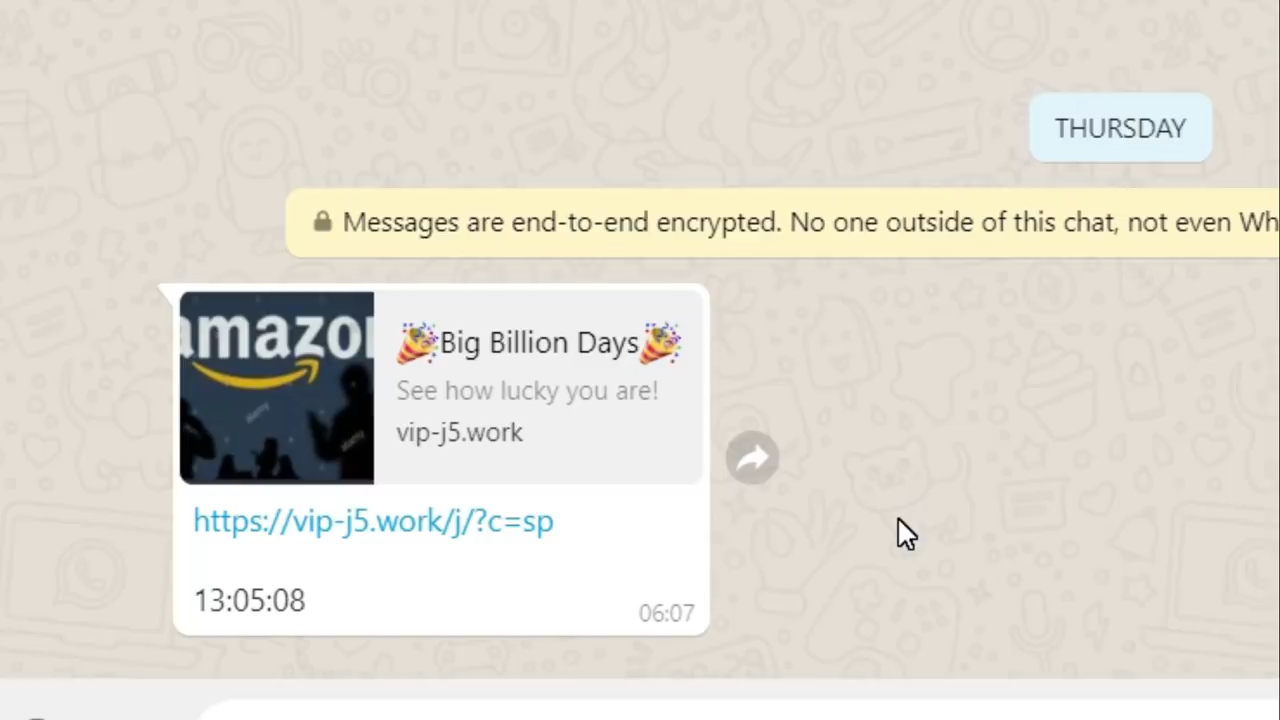 THURSDAY
Messages are end-to-end encrypted. No one outside of this chat, not even Wh
amazon
🎉Big Billion Days🎉
See how lucky you are!
vip-j5.work
https://vip-j5.work/j/?c=sp
13:05:08
06:07